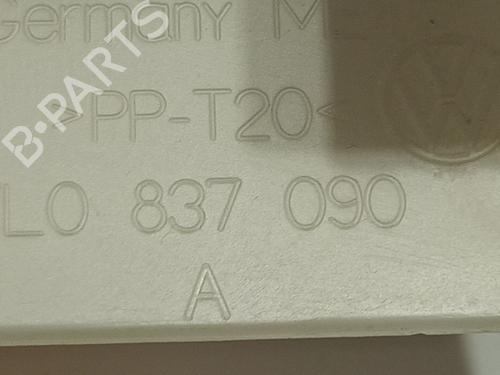 Germany
B-PARTS
>PP-T20<
L0 837 090
A